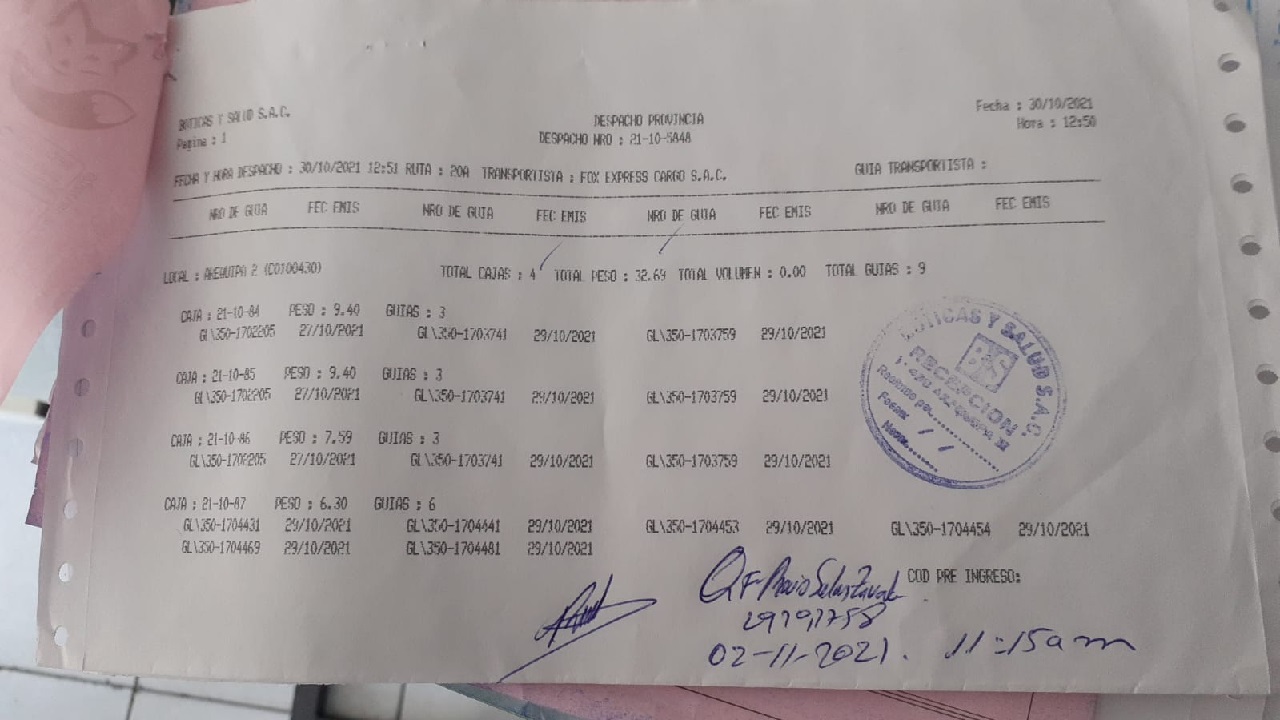 BOTICAS Y SALUD S.A.C.
Pagina : 1
DESPACHO PROVINCIA
DESPACHO NRO : 21-10-5848
Fecha : 30/10/2021
Hora : 12:50
FECHA Y HORA DESPACHO : 30/10/2021 12:51 RUTA : 20A TRANSPORTISTA : FOX EXPRESS CARGO S.A.C. GUIA TRANSPORTISTA :
NRO DE GUIA FEC EMIS NRO DE GUIA FEC EMIS NRO DE GUIA FEC EMIS NRO DE GUIA FEC EMIS
LOCAL : AREQUIPA 2 (C0100430) TOTAL CAJAS : 4 TOTAL PESO : 32.69 TOTAL VOLUMEN : 0.00 TOTAL GUIAS : 9
CAJA : 21-10-84 PESO : 9.40 GUIAS : 3
GL\350-1702205 27/10/2021 GL\350-1703741 29/10/2021 GL\350-1703759 29/10/2021
CAJA : 21-10-85 PESO : 9.40 GUIAS : 3
GL\350-1702205 27/10/2021 GL\350-1703741 29/10/2021 GL\350-1703759 29/10/2021
CAJA : 21-10-86 PESO : 7.59 GUIAS : 3
GL\350-1702205 27/10/2021 GL\350-1703741 29/10/2021 GL\350-1703759 29/10/2021
CAJA : 21-10-87 PESO : 6.30 GUIAS : 6
GL\350-1704431 29/10/2021 GL\350-1704441 29/10/2021 GL\350-1704453 29/10/2021 GL\350-1704454 29/10/2021
GL\350-1704469 29/10/2021 GL\350-1704481 29/10/2021
BOTICAS Y SALUD S.A.C.
BYS
RECEPCION
AREQUIPA II
Recibido por
Fecha: / /
Hora:
COD PRE INGRESO:
QF
02-11-2021. 11:15am